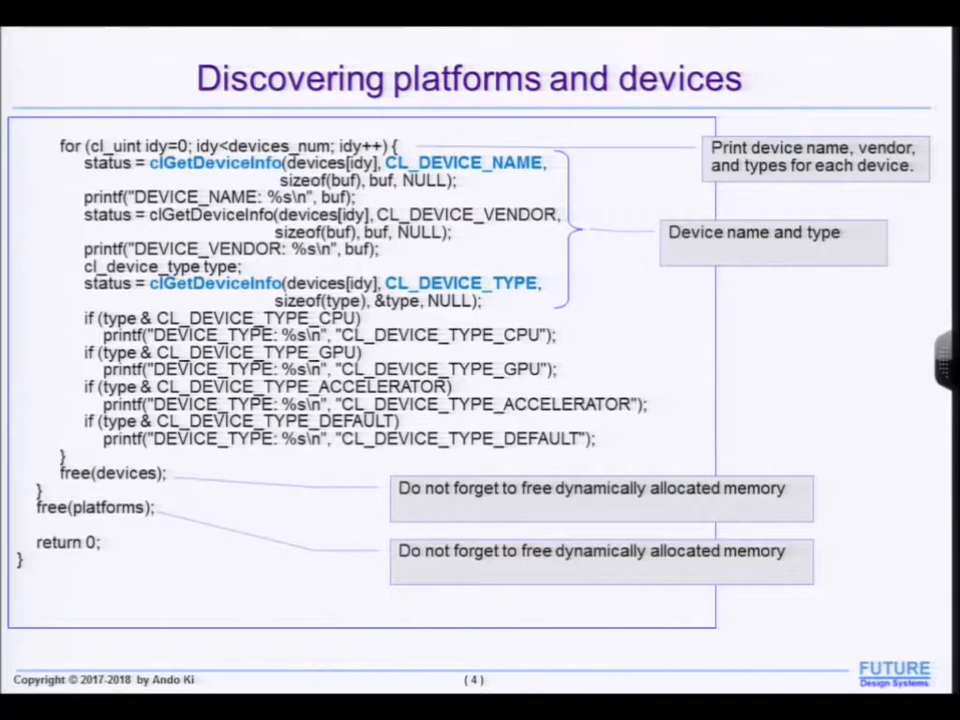 Discovering platforms and devices
for (cl_uint idy=0; idy<devices_num; idy++) {
status = clGetDeviceInfo(devices[idy], CL_DEVICE_NAME,
sizeof(buf), buf, NULL);
printf("DEVICE_NAME: %s\n", buf);
status = clGetDeviceInfo(devices[idy], CL_DEVICE_VENDOR,
sizeof(buf), buf, NULL);
printf("DEVICE_VENDOR: %s\n", buf);
cl_device_type type;
status = clGetDeviceInfo(devices[idy], CL_DEVICE_TYPE,
sizeof(type), &type, NULL);
if (type & CL_DEVICE_TYPE_CPU)
printf("DEVICE_TYPE: %s\n", "CL_DEVICE_TYPE_CPU");
if (type & CL_DEVICE_TYPE_GPU)
printf("DEVICE_TYPE: %s\n", "CL_DEVICE_TYPE_GPU");
if (type & CL_DEVICE_TYPE_ACCELERATOR)
printf("DEVICE_TYPE: %s\n", "CL_DEVICE_TYPE_ACCELERATOR");
if (type & CL_DEVICE_TYPE_DEFAULT)
printf("DEVICE_TYPE: %s\n", "CL_DEVICE_TYPE_DEFAULT");
}
free(devices);
}
free(platforms);
return 0;
}
Print device name, vendor,
and types for each device.
Device name and type
Do not forget to free dynamically allocated memory
Do not forget to free dynamically allocated memory
Copyright © 2017-2018 by Ando Ki
( 4 )
FUTURE
Design Systems